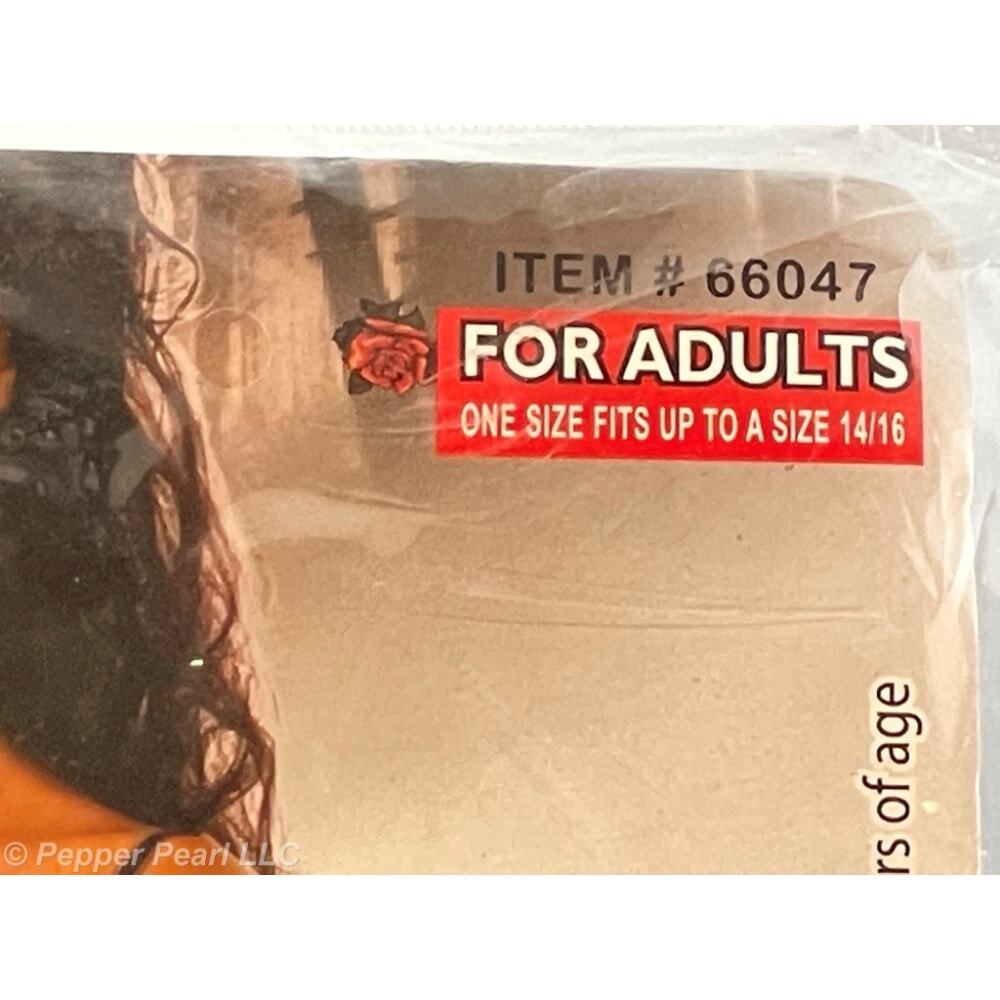 ITEM # 66047
FOR ADULTS
ONE SIZE FITS UP TO A SIZE 14/16
rs of age
© Pepper Pearl LLC